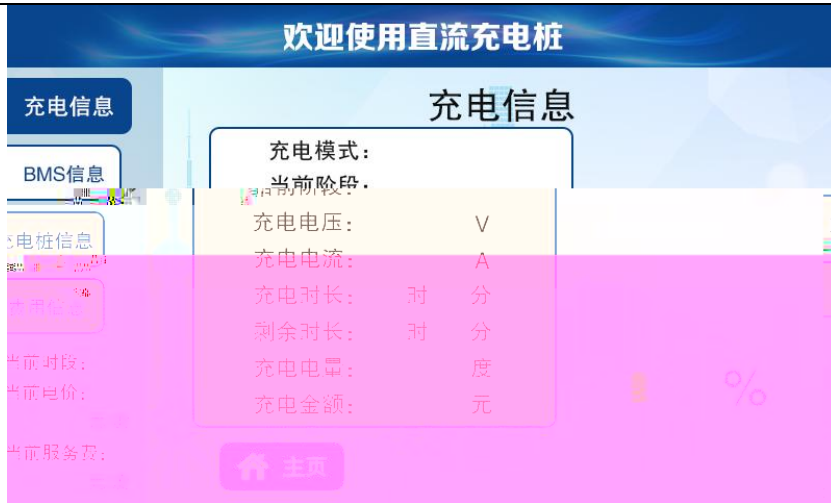 欢迎使用直流充电桩
充电信息
BMS信息
电桩信息
当前时段:
当前电价:
当前服务费:
充电信息
充电模式:
当前阶段:
充电电压: V
充电电流: A
充电时长: 时 分
剩余时长: 时 分
充电电量: 度
充电金额: 元
%
主页